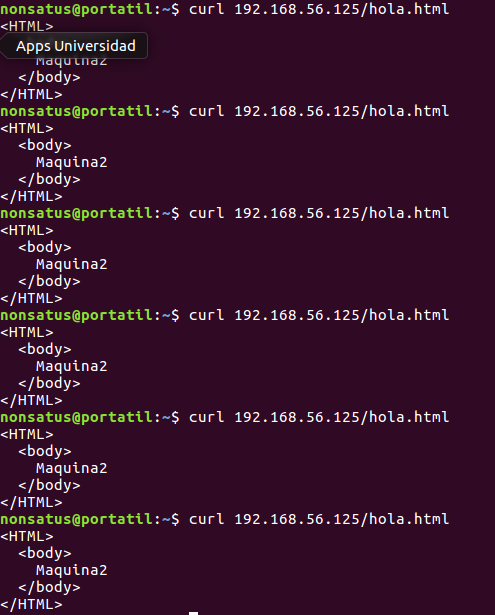 nonsatus@portatil:~$ curl 192.168.56.125/hola.html
<HTML>
Apps Universidad
    Maquina2
  </body>
</HTML>
nonsatus@portatil:~$ curl 192.168.56.125/hola.html
<HTML>
  <body>
    Maquina2
  </body>
</HTML>
nonsatus@portatil:~$ curl 192.168.56.125/hola.html
<HTML>
  <body>
    Maquina2
  </body>
</HTML>
nonsatus@portatil:~$ curl 192.168.56.125/hola.html
<HTML>
  <body>
    Maquina2
  </body>
</HTML>
nonsatus@portatil:~$ curl 192.168.56.125/hola.html
<HTML>
  <body>
    Maquina2
  </body>
</HTML>
nonsatus@portatil:~$ curl 192.168.56.125/hola.html
<HTML>
  <body>
    Maquina2
  </body>
</HTML>